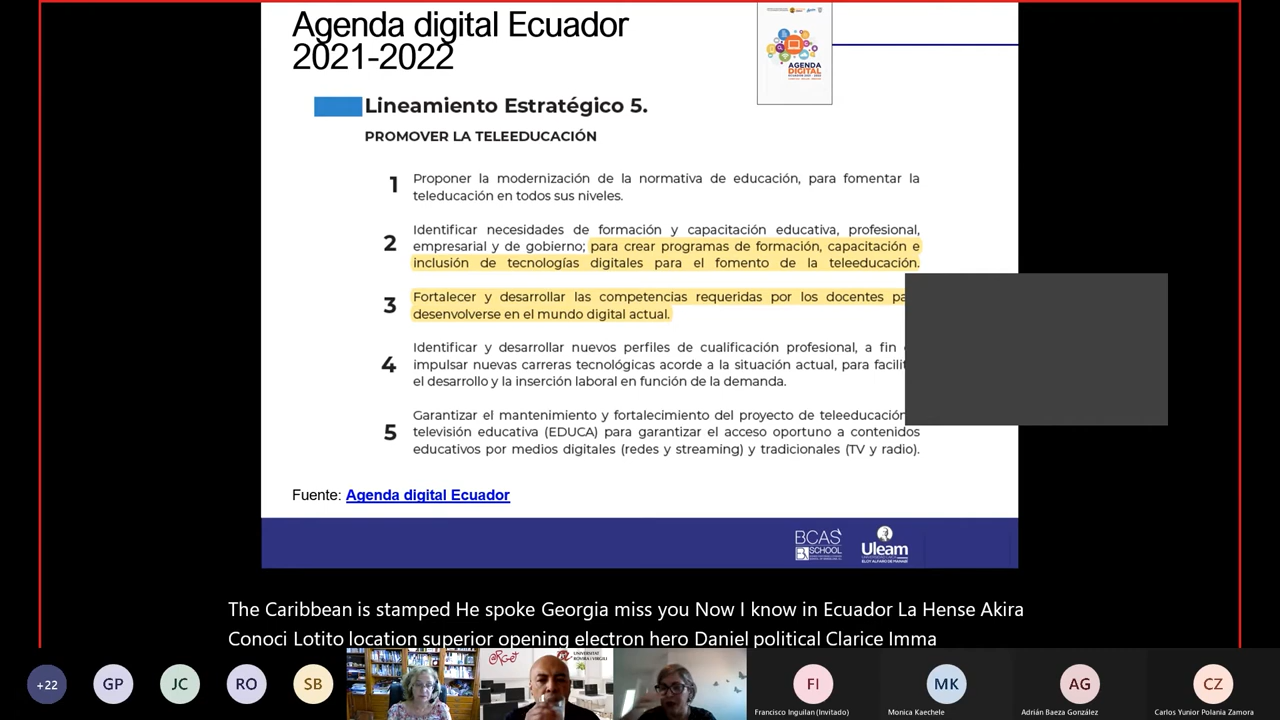 Agenda digital Ecuador
2021-2022
AGENDA
DIGITAL
Lineamiento Estratégico 5.
PROMOVER LA TELEEDUCACIÓN
1 Proponer la modernización de la normativa de educación, para fomentar la
teleducación en todos sus niveles.
2 Identificar necesidades de formación y capacitación educativa, profesional,
empresarial y de gobierno; para crear programas de formación, capacitación e
inclusión de tecnologías digitales para el fomento de la teleeducación.
3 Fortalecer y desarrollar las competencias requeridas por los docentes
desenvolverse en el mundo digital actual.
4 Identificar y desarrollar nuevos perfiles de cualificación profesional, a fin
impulsar nuevas carreras tecnológicas acorde a la situación actual, para
el desarrollo y la inserción laboral en función de la demanda.
5 Garantizar el mantenimiento y fortalecimiento del proyecto de teleeducación
televisión educativa (EDUCA) para garantizar el acceso oportuno a contenidos
educativos por medios digitales (redes y streaming) y tradicionales (TV y radio).
Fuente: Agenda digital Ecuador
BCAS
SCHOOL
Uleam
The Caribbean is stamped He spoke Georgia miss you Now I know in Ecuador La Hense Akira
Conoci Lotito location superior opening electron hero Daniel political Clarice Imma
+22 GP JC RO SB FI MK AG CZ
UNIVERSITAT
ROVIRA i VIRGILI
Francisco Inguilan (Invitado) Monica Kaechele Adrián Baeza González Carlos Yunior Polania Zamora